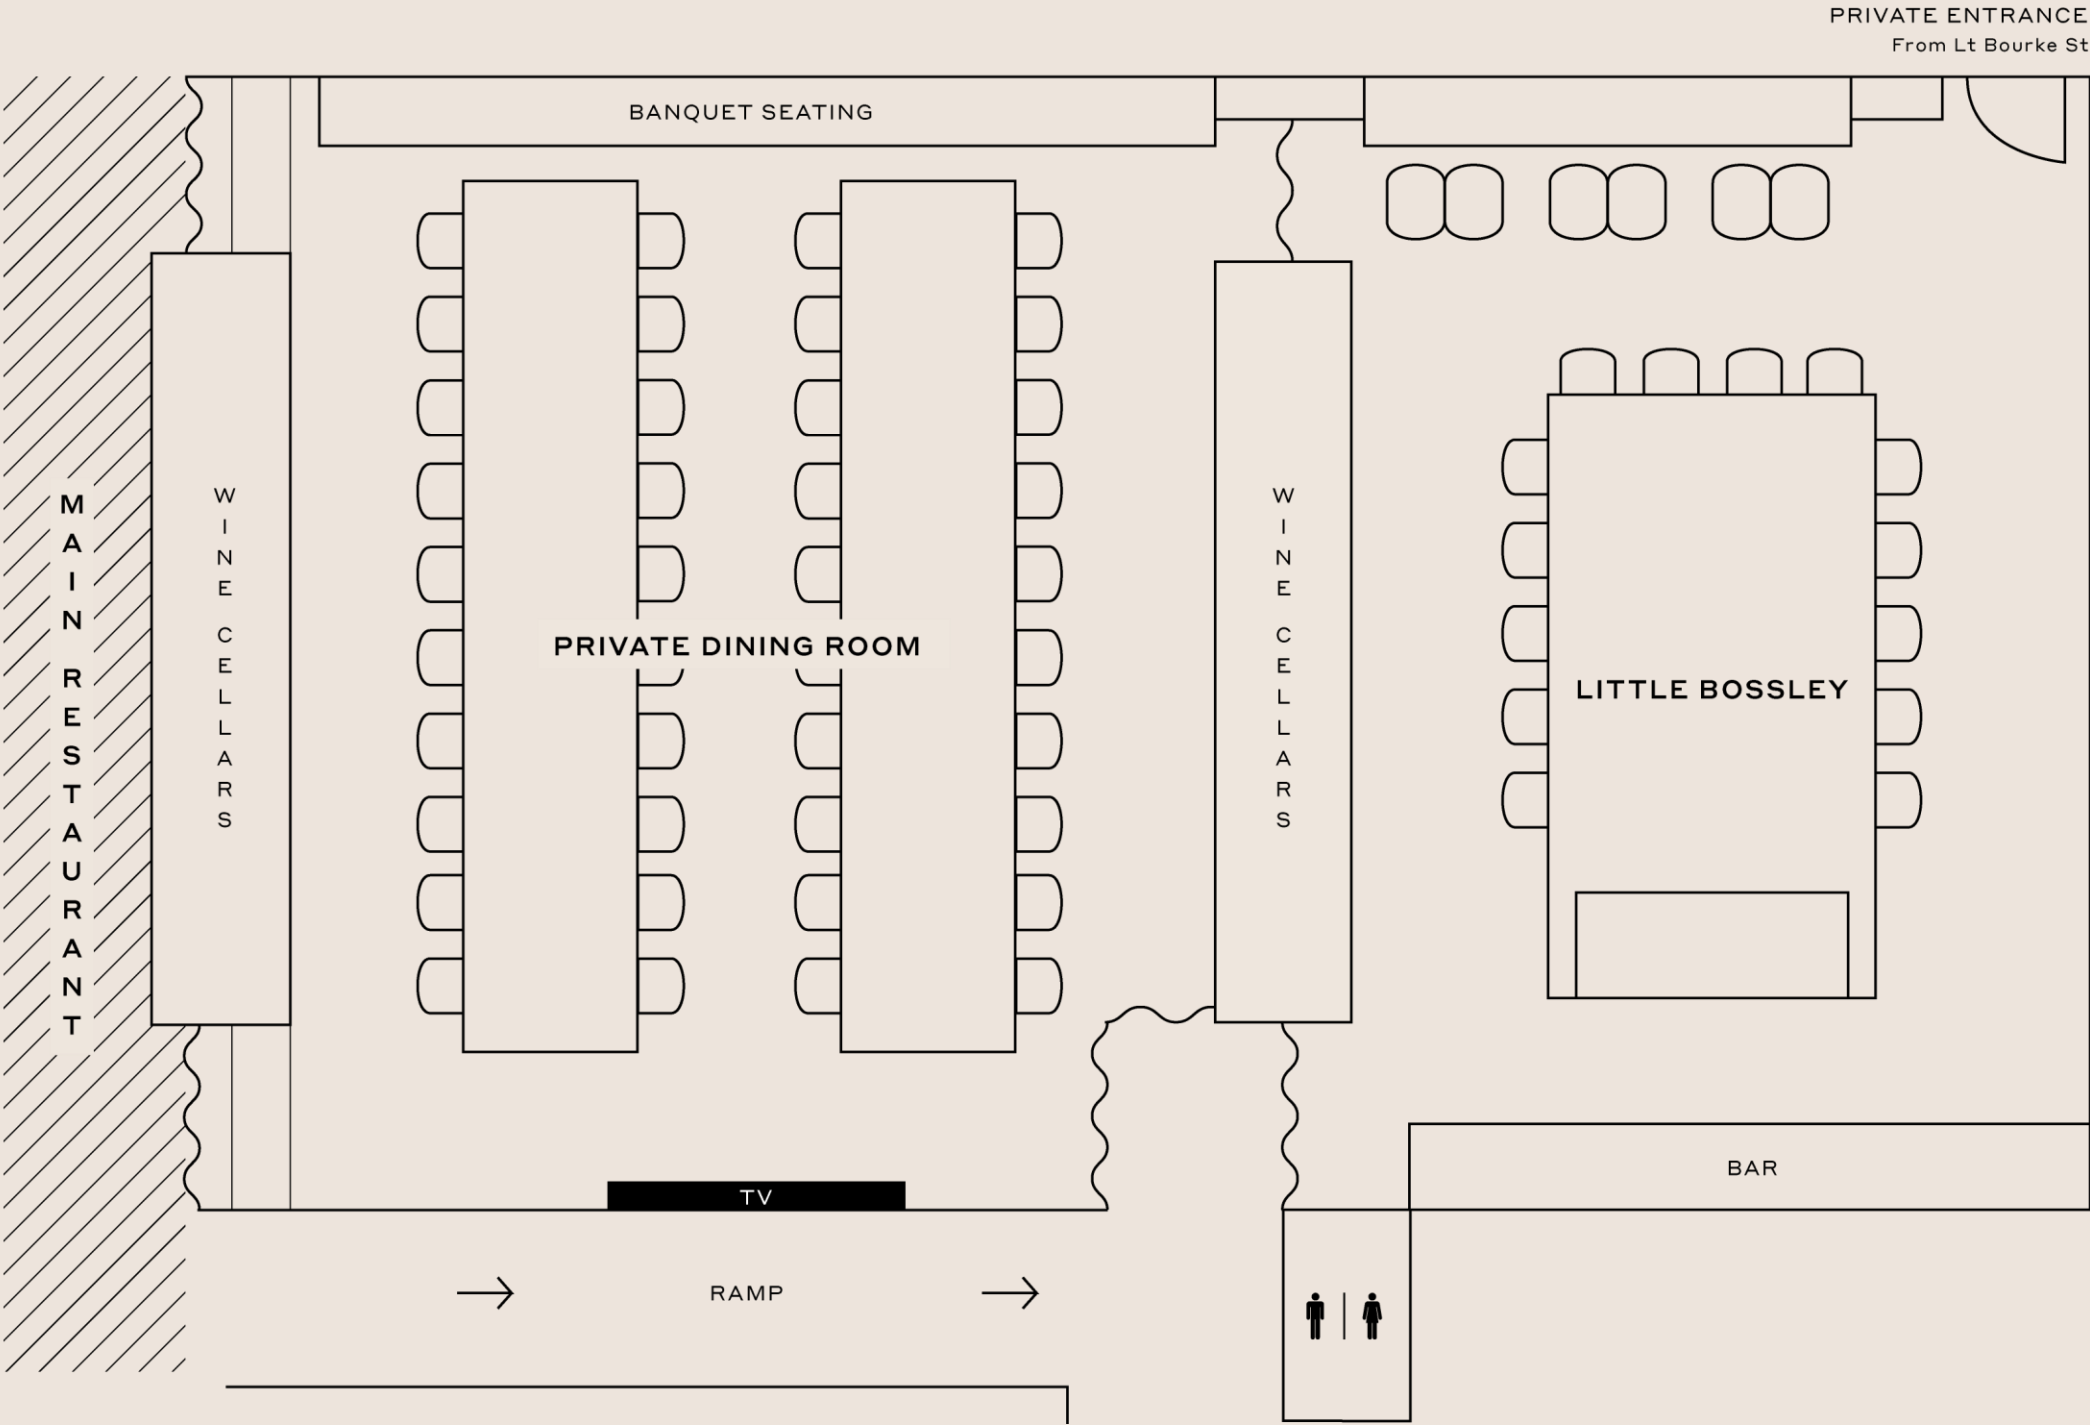 PRIVATE ENTRANCE
From Lt Bourke St
BANQUET SEATING
MAIN RESTAURANT
WINE CELLARS
PRIVATE DINING ROOM
WINE CELLARS
LITTLE BOSSLEY
BAR
TV
RAMP